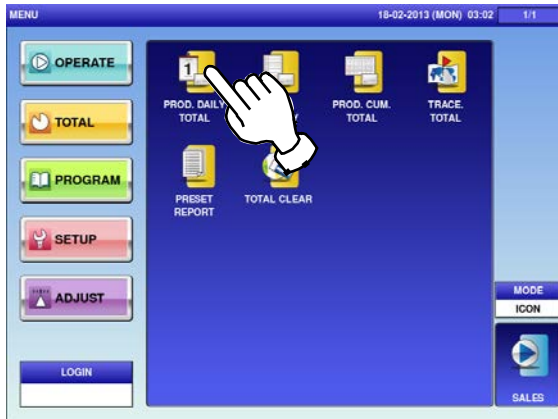 MENU
18-02-2013 (MON) 03:02
1/1
OPERATE
TOTAL
PROGRAM
SETUP
ADJUST
LOGIN
1
PROD. DAILY
TOTAL
PROD. CUM.
TOTAL
TRACE.
TOTAL
PRESET
REPORT
TOTAL CLEAR
MODE
ICON
SALES